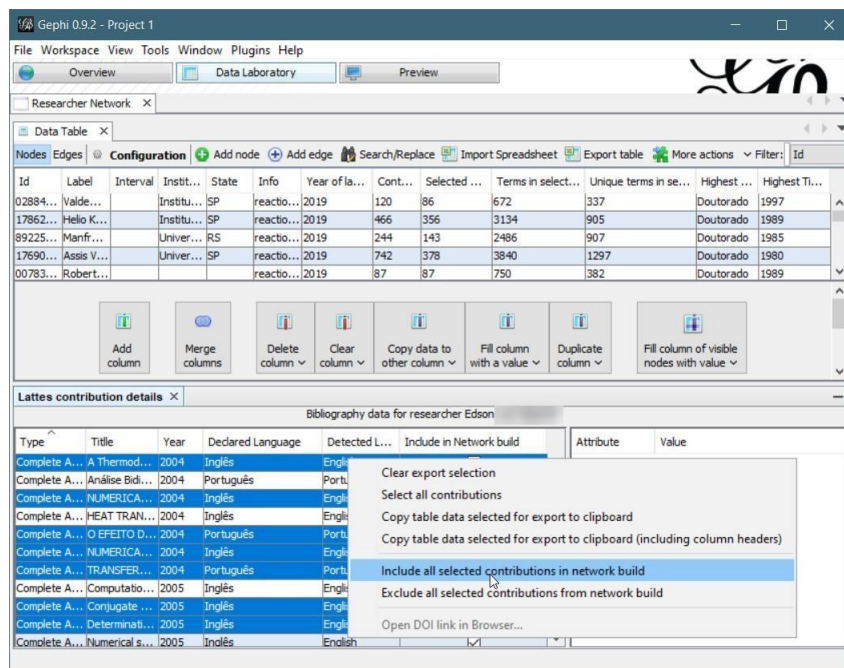 Gephi 0.9.2 - Project 1
File Workspace View Tools Window Plugins Help
Overview Data Laboratory Preview
Researcher Network X
Data Table X
Nodes Edges Configuration Add node Add edge Search/Replace Import Spreadsheet Export table More actions Filter: Id
Id Label Interval Instit... State Info Year of la... Cont... Selected ... Terms in select... Unique terms in se... Highest ... Highest Ti...
02884... Valde... Institu... SP reactio... 2019 120 86 672 337 Doutorado 1997
17862... Helio K... Institu... SP reactio... 2019 466 356 3134 905 Doutorado 1989
89225... Manfr... Univer... RS reactio... 2019 244 143 2486 907 Doutorado 1985
17690... Assis V... Univer... SP reactio... 2019 742 378 3840 1297 Doutorado 1980
00783... Robert... reactio... 2019 87 87 750 382 Doutorado 1989
Add column
Merge columns
Delete column
Clear column
Copy data to other column
Fill column with a value
Duplicate column
Fill column of visible nodes with value
Lattes contribution details X
Bibliography data for researcher Edson
Type Titlle Year Declared Language Detected L... Include in Network build Attribute Value
Complete A... A Thermod... 2004 Inglês
Complete A... Análise Bidi... 2004 Português
Complete A... NUMERICA... 2004 Inglês
Complete A... HEAT TRAN... 2004 Inglês
Complete A... O EFEITO D... 2004 Português
Complete A... NUMERICA... 2004 Inglês
Complete A... TRANSFER... 2004 Português
Complete A... Computatio... 2005 Inglês
Complete A... Conjugate ... 2005 Inglês
Complete A... Determinati... 2005 Inglês
Complete A... Numerical s... 2005 Inglês English
Clear export selection
Select all contributions
Copy table data selected for export to clipboard
Copy table data selected for export to clipboard (including column headers)
Include all selected contributions in network build
Exclude all selected contributions from network build
Open DOI link in Browser...